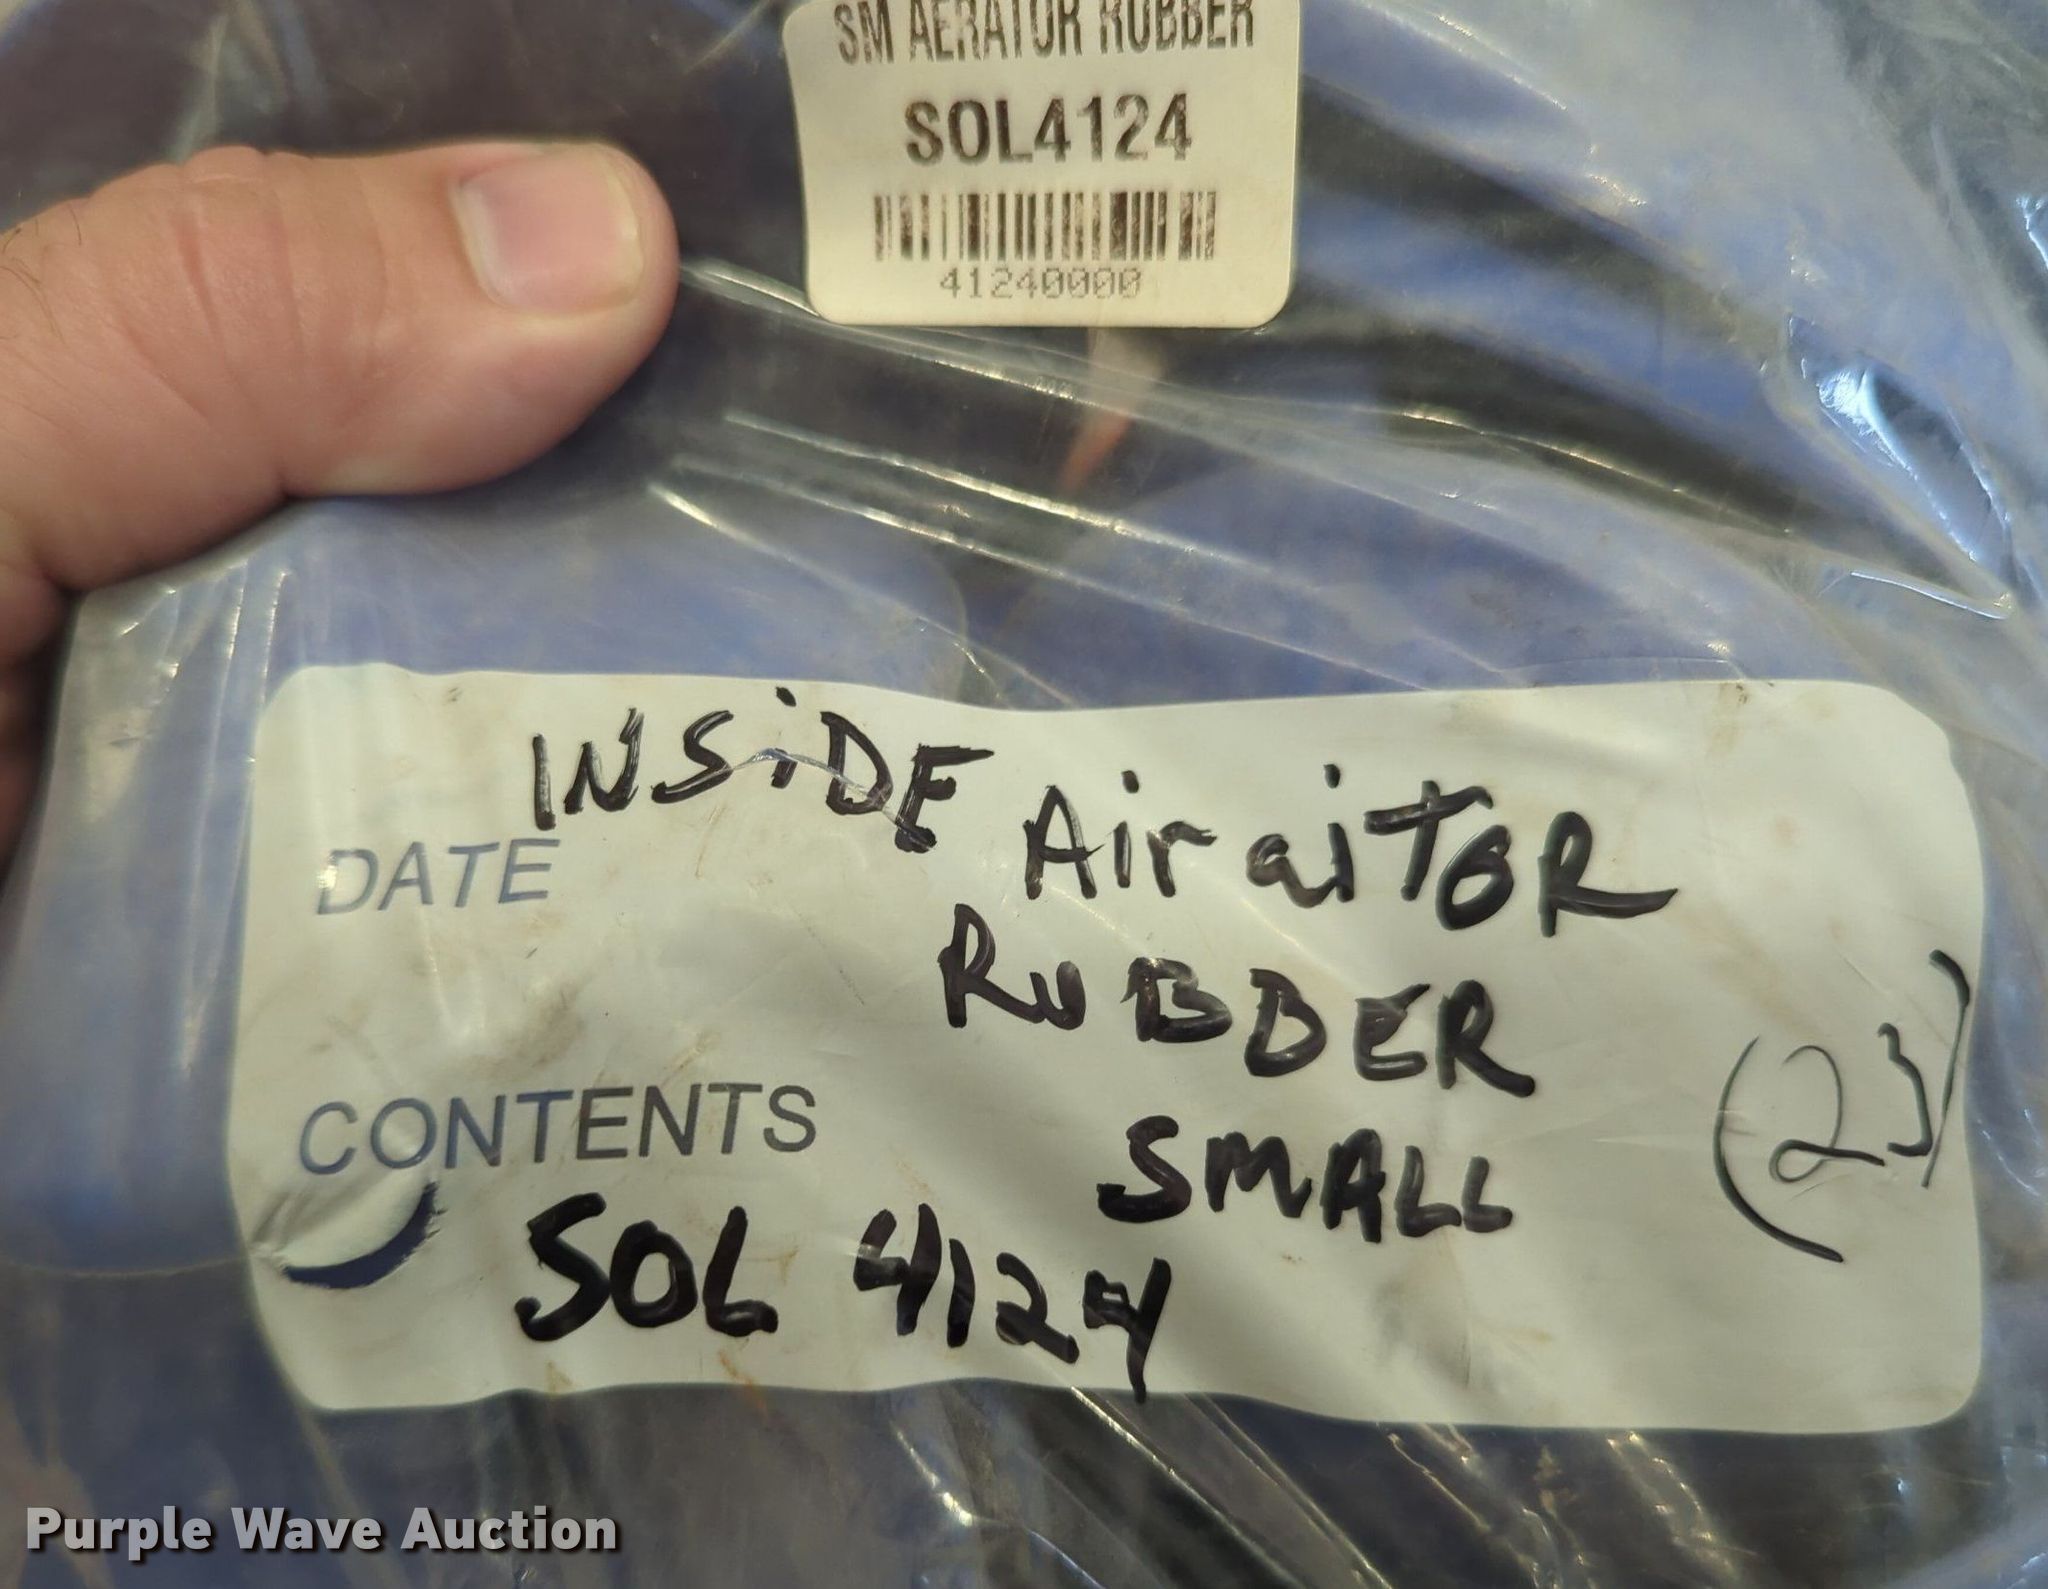 SM AERATOR RUBBER
SOL4124
41240000
INSiDE AiraiTOR
DATE
RUBBER
CONTENTS
SMALL
(23)
SOL 4124
Purple Wave Auction